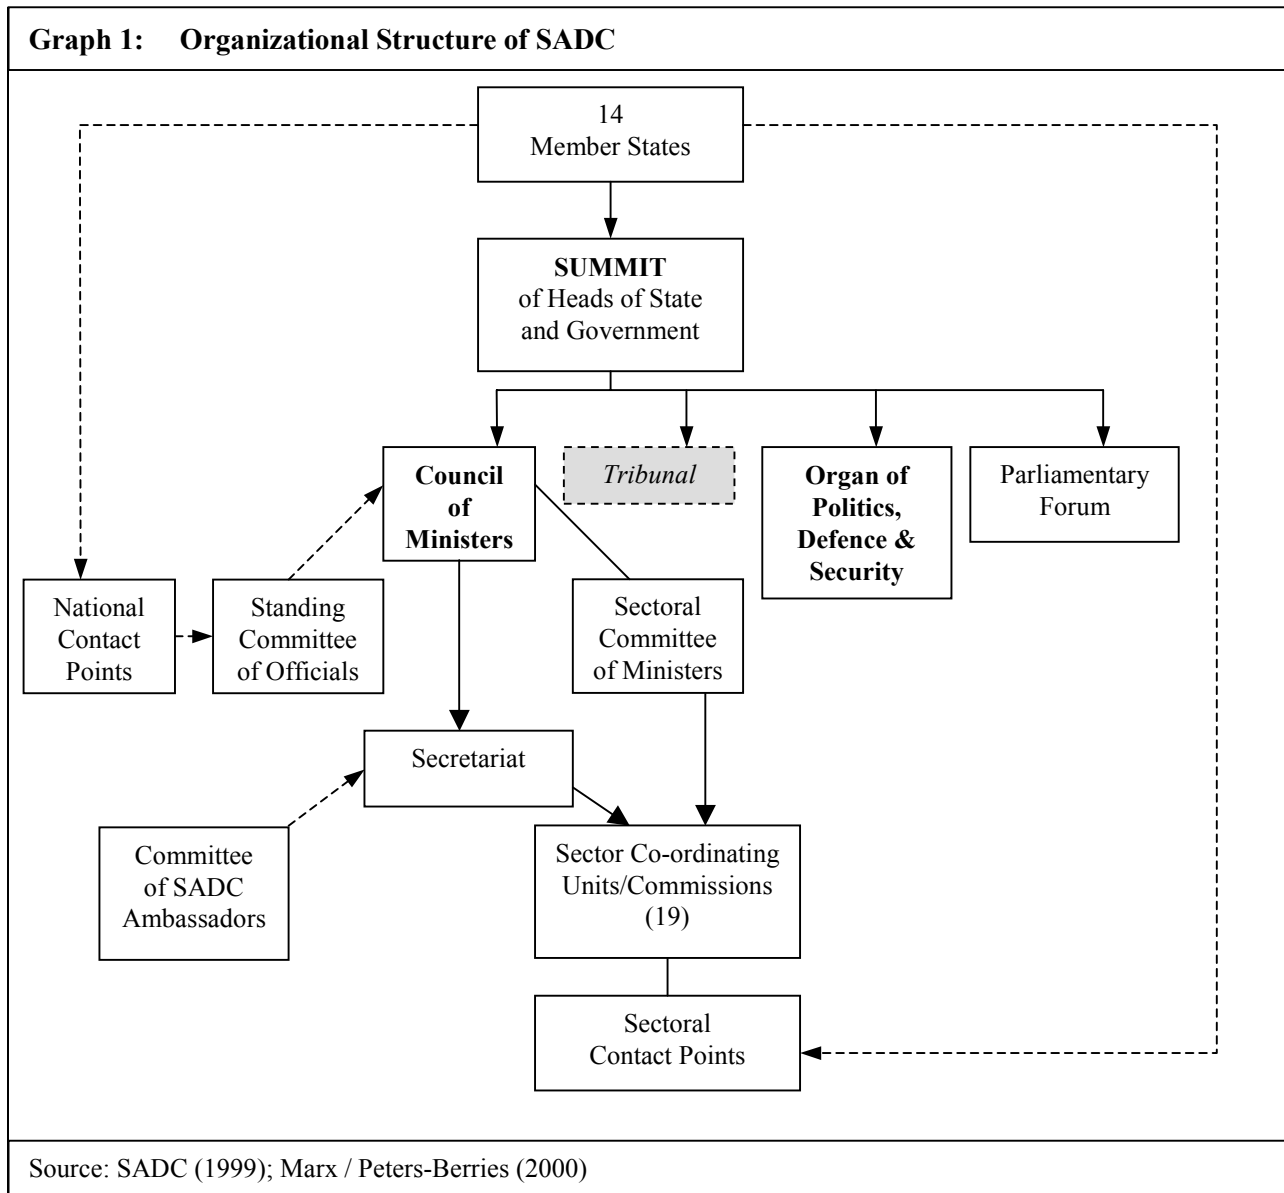 Graph 1: Organizational Structure of SADC
14
Member States
SUMMIT
of Heads of State
and Government
Council
of
Ministers
Tribunal
Organ of
Politics,
Defence &
Security
Parliamentary
Forum
National
Contact
Points
Standing
Committee
of Officials
Sectoral
Committee
of Ministers
Secretariat
Committee
of SADC
Ambassadors
Sector Co-ordinating
Units/Commissions
(19)
Sectoral
Contact Points
Source: SADC (1999); Marx / Peters-Berries (2000)